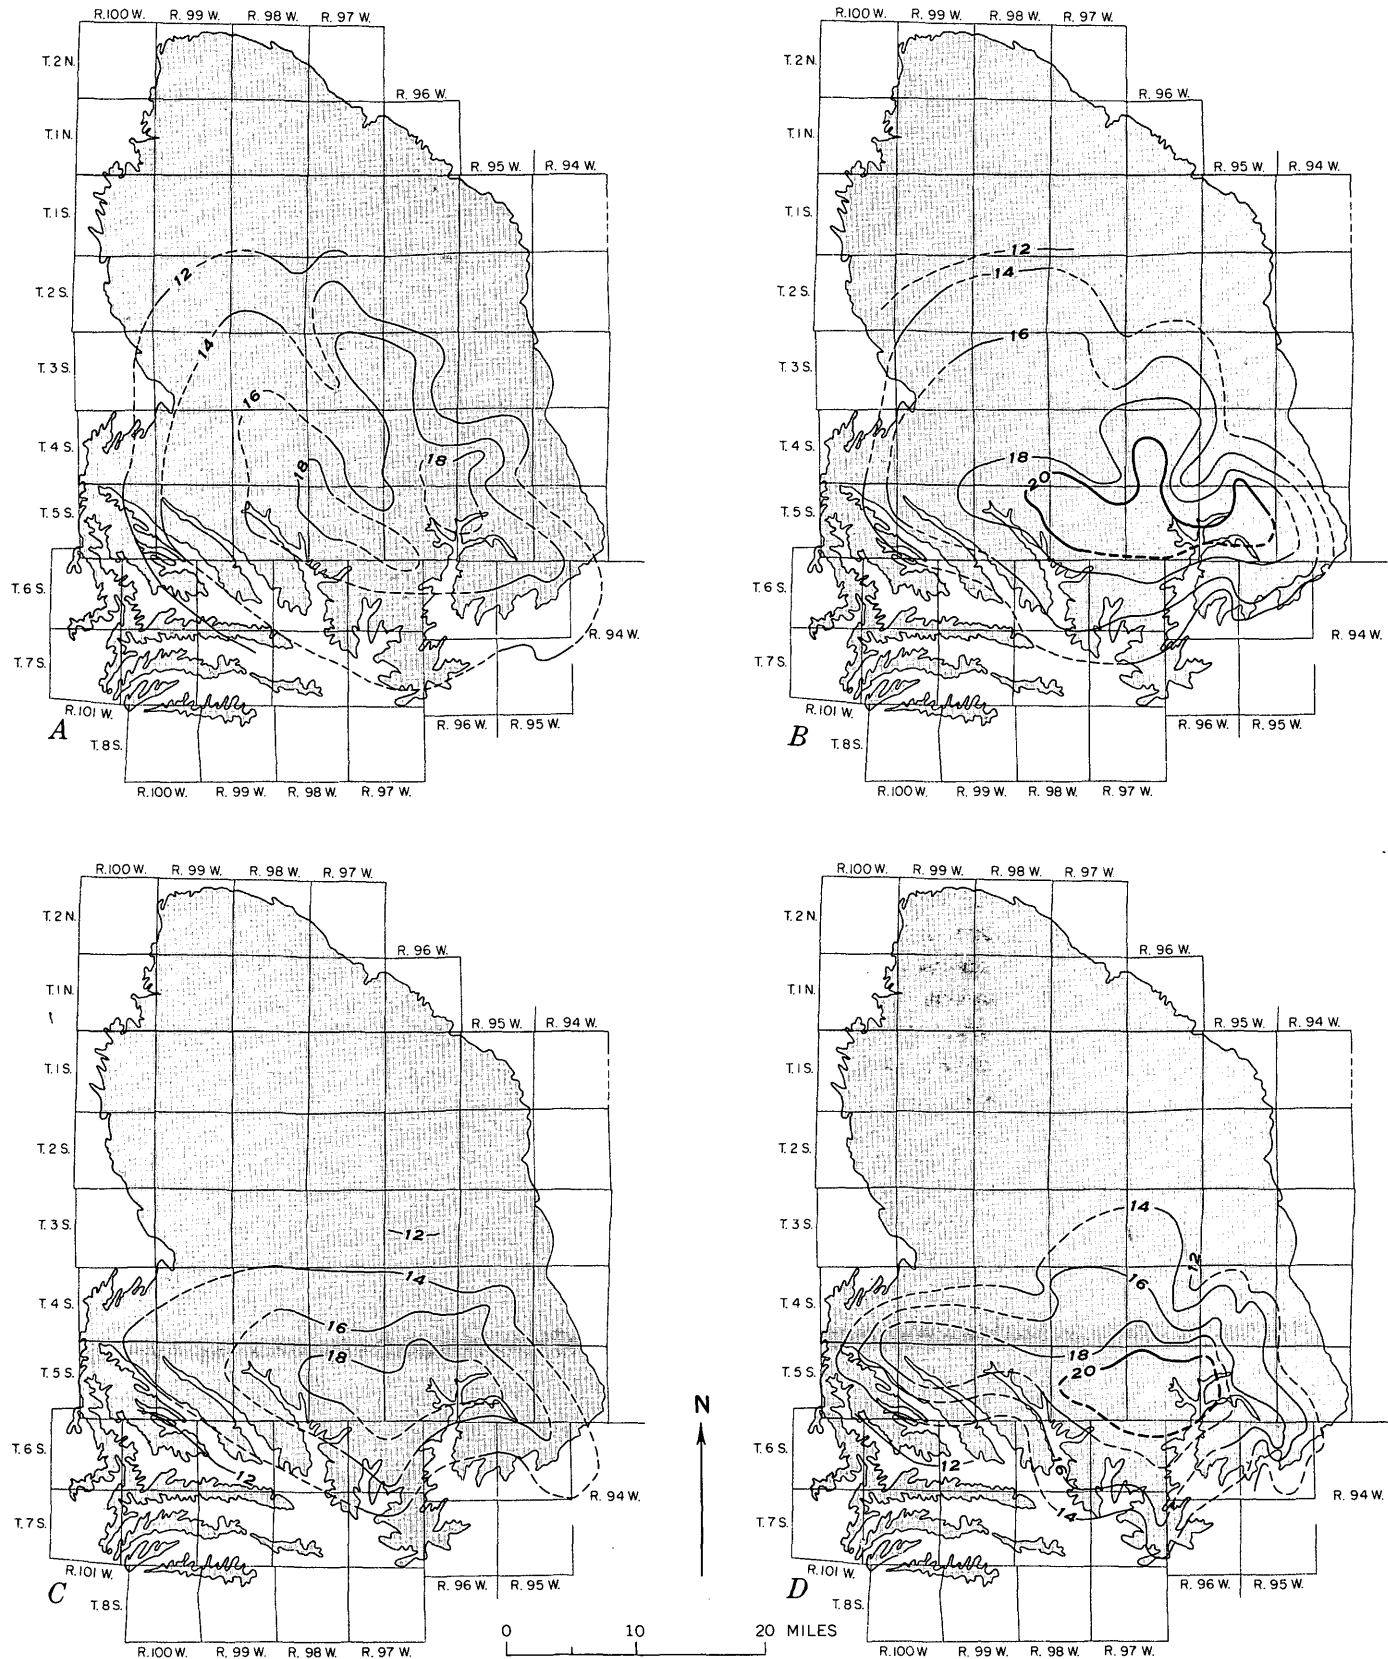 R.100 W. R. 99 W. R. 98 W. R. 97 W.
T. 2 N.
R. 96 W.
T. 1 N.
R. 95 W. R. 94 W.
T. 1 S.
12
T. 2 S.
14
T. 3 S.
16
T. 4 S.
18
18
T. 5 S.
T. 6 S.
R. 94 W.
T. 7 S.
R. 101 W.
A
R. 96 W. R. 95 W.
T. 8 S.
R.100 W. R. 99 W. R. 98 W. R. 97 W.
R.100 W. R. 99 W. R. 98 W. R. 97 W.
T. 2 N.
R. 96 W.
T. 1 N.
R. 95 W. R. 94 W.
T. 1 S.
12
14
T. 2 S.
16
T. 3 S.
T. 4 S.
18
20
T. 5 S.
T. 6 S.
R. 94 W.
T. 7 S.
R. 101 W.
B
R. 96 W. R. 95 W.
T. 8 S.
R.100 W. R. 99 W. R. 98 W. R. 97 W.
R.100 W. R. 99 W. R. 98 W. R. 97 W.
T. 2 N.
R. 96 W.
T. 1 N.
R. 95 W. R. 94 W.
T. 1 S.
T. 2 S.
T. 3 S.
12
14
T. 4 S.
16
18
T. 5 S.
T. 6 S.
12
R. 94 W.
T. 7 S.
R. 101 W.
C
R. 96 W. R. 95 W.
T. 8 S.
R.100 W. R. 99 W. R. 98 W. R. 97 W.
R.100 W. R. 99 W. R. 98 W. R. 97 W.
T. 2 N.
R. 96 W.
T. 1 N.
R. 95 W. R. 94 W.
T. 1 S.
T. 2 S.
T. 3 S.
14
12
16
T. 4 S.
18
20
T. 5 S.
T. 6 S.
12
16
14
R. 94 W.
T. 7 S.
R. 101 W.
D
R. 96 W. R. 95 W.
T. 8 S.
R.100 W R. 99 W. R. 98 W. R. 97 W.
N
0 10 20 MILES